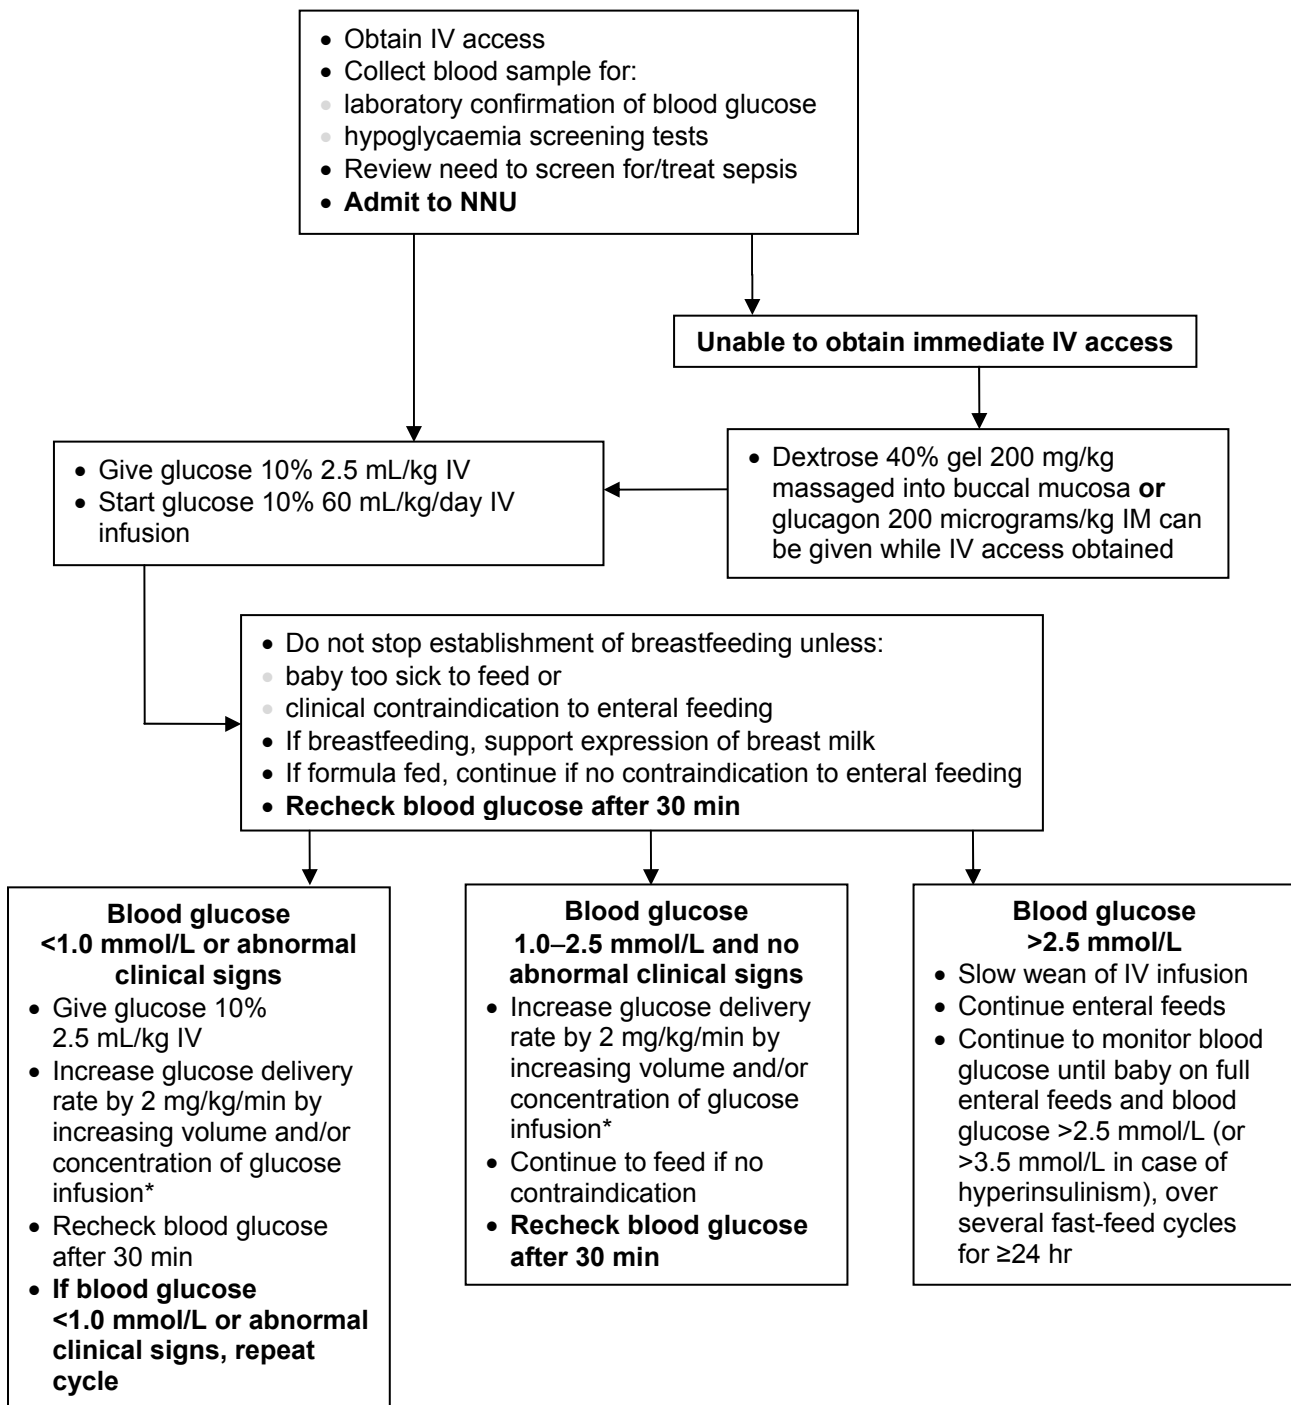 • Obtain IV access
• Collect blood sample for:
• laboratory confirmation of blood glucose
• hypoglycaemia screening tests
• Review need to screen for/treat sepsis
• Admit to NNU
Unable to obtain immediate IV access
• Give glucose 10% 2.5 mL/kg IV
• Start glucose 10% 60 mL/kg/day IV
infusion
• Dextrose 40% gel 200 mg/kg
massaged into buccal mucosa or
glucagon 200 micrograms/kg IM can
be given while IV access obtained
• Do not stop establishment of breastfeeding unless:
• baby too sick to feed or
• clinical contraindication to enteral feeding
• If breastfeeding, support expression of breast milk
• If formula fed, continue if no contraindication to enteral feeding
• Recheck blood glucose after 30 min
Blood glucose
<1.0 mmol/L or abnormal
clinical signs
• Give glucose 10%
2.5 mL/kg IV
• Increase glucose delivery
rate by 2 mg/kg/min by
increasing volume and/or
concentration of glucose
infusion*
• Recheck blood glucose
after 30 min
• If blood glucose
<1.0 mmol/L or abnormal
clinical signs, repeat
cycle
Blood glucose
1.0–2.5 mmol/L and no
abnormal clinical signs
• Increase glucose delivery
rate by 2 mg/kg/min by
increasing volume and/or
concentration of glucose
infusion*
• Continue to feed if no
contraindication
• Recheck blood glucose
after 30 min
Blood glucose
>2.5 mmol/L
• Slow wean of IV infusion
• Continue enteral feeds
• Continue to monitor blood
glucose until baby on full
enteral feeds and blood
glucose >2.5 mmol/L (or
>3.5 mmol/L in case of
hyperinsulinism), over
several fast-feed cycles
for ≥24 hr